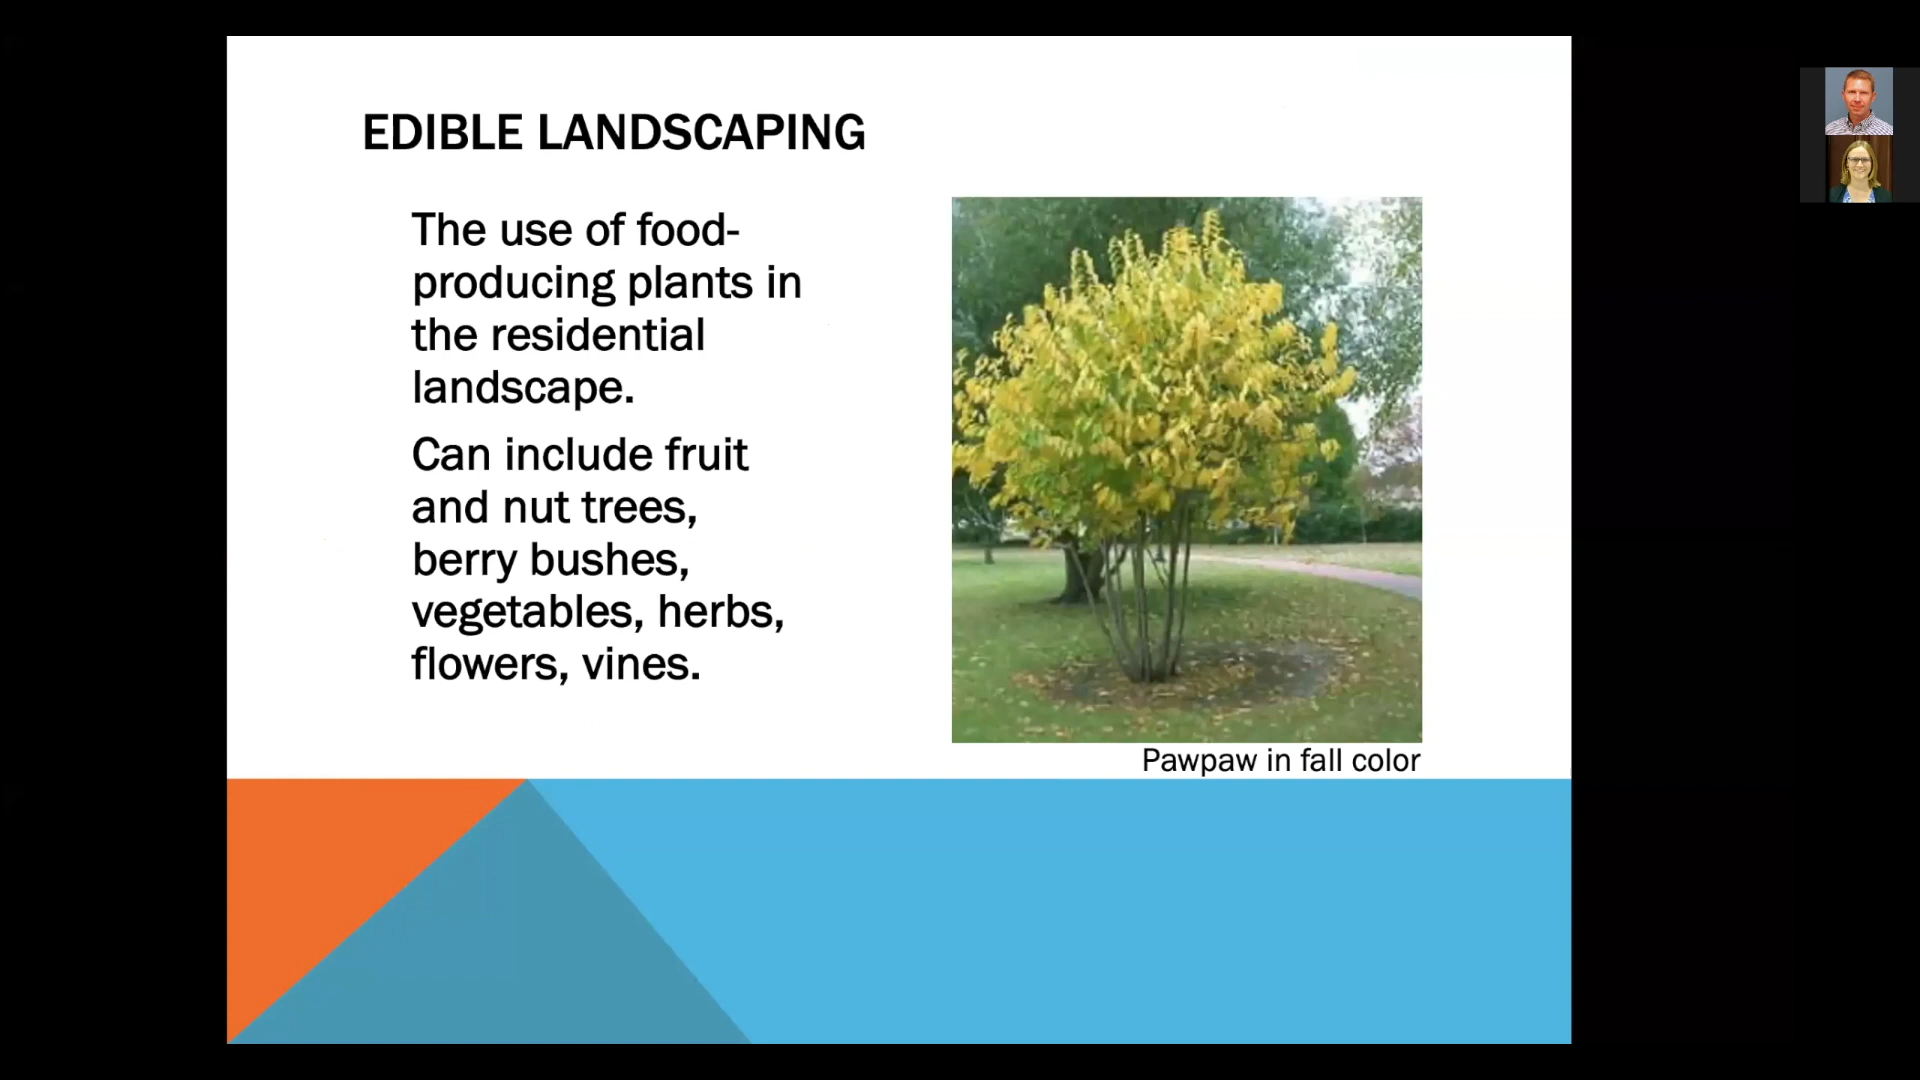 EDIBLE LANDSCAPING
The use of food-
producing plants in
the residential
landscape.
Can include fruit
and nut trees,
berry bushes,
vegetables, herbs,
flowers, vines.
Pawpaw in fall color